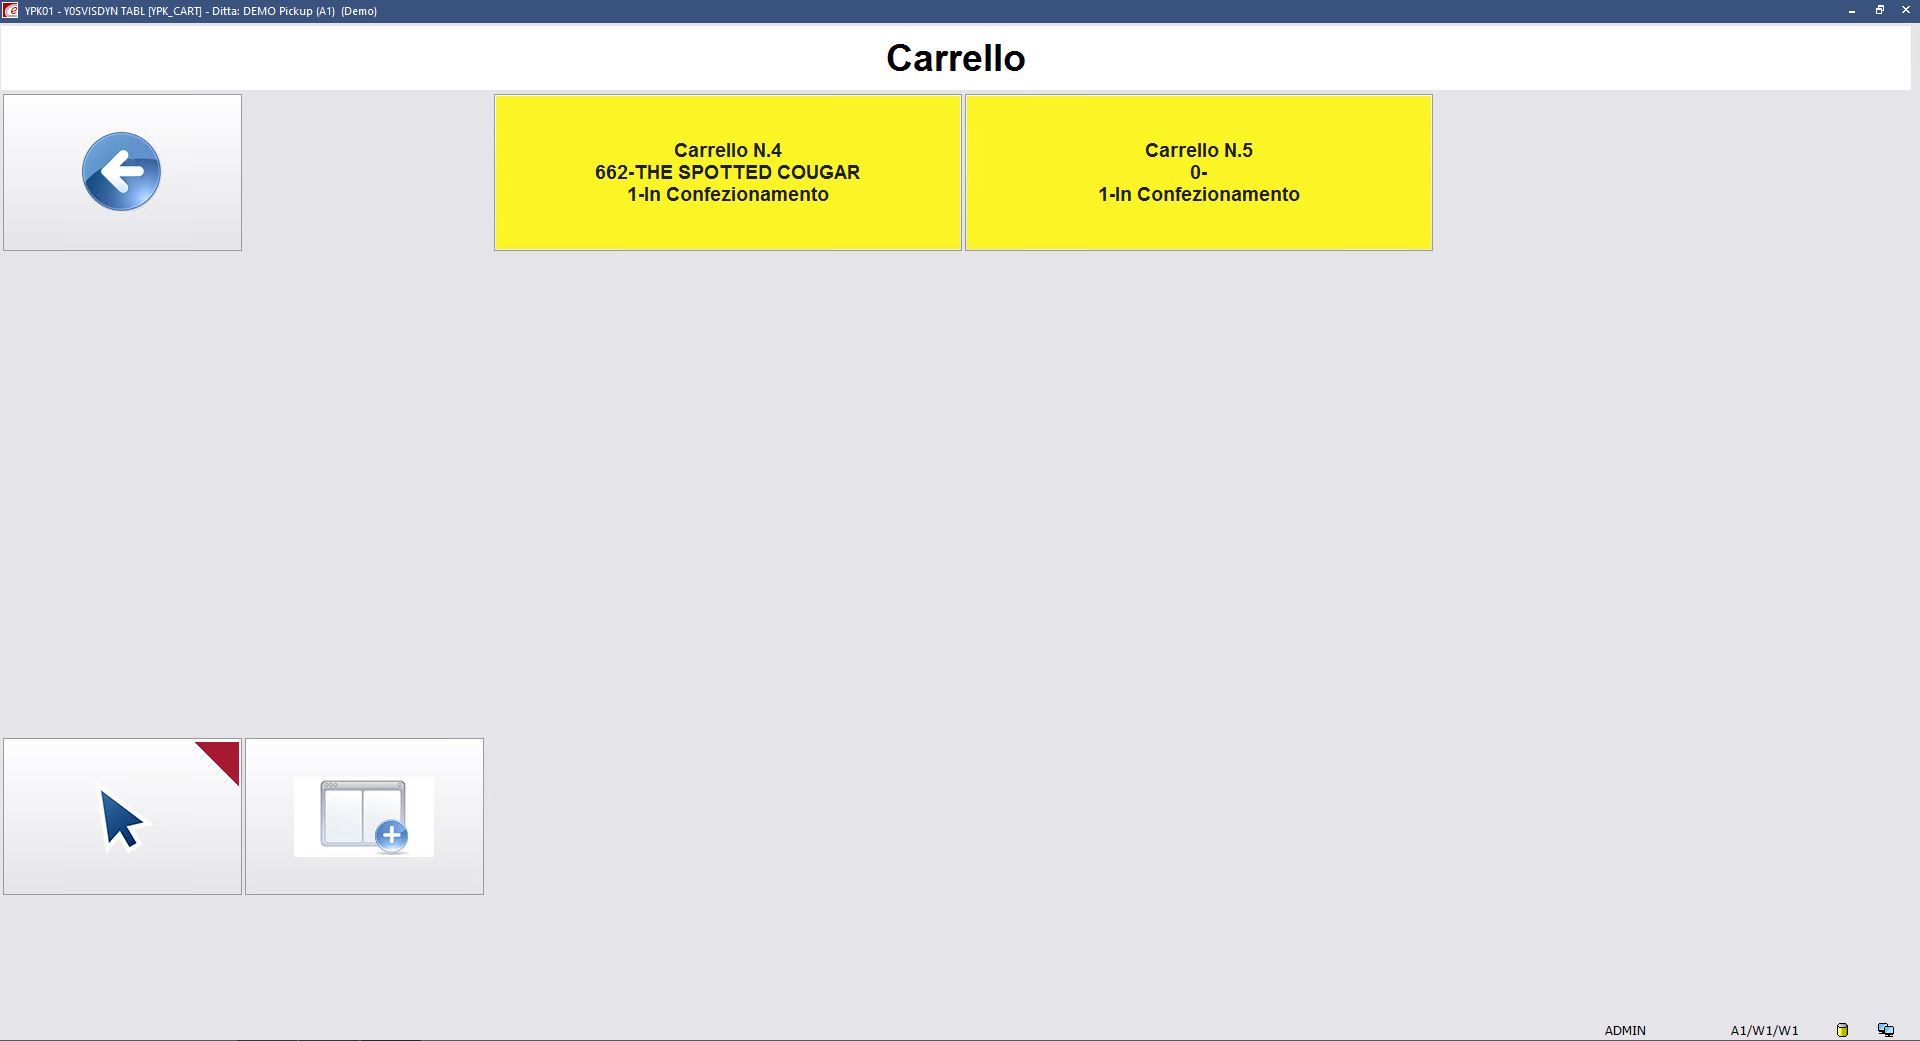 YPK01 - Y0SVISDYN TABL [YPK_CART] - Ditta: DEMO Pickup (A1) (Demo)
Carrello
Carrello N.4
662-THE SPOTTED COUGAR
1-In Confezionamento
Carrello N.5
0-
1-In Confezionamento
ADMIN
A1/W1/W1